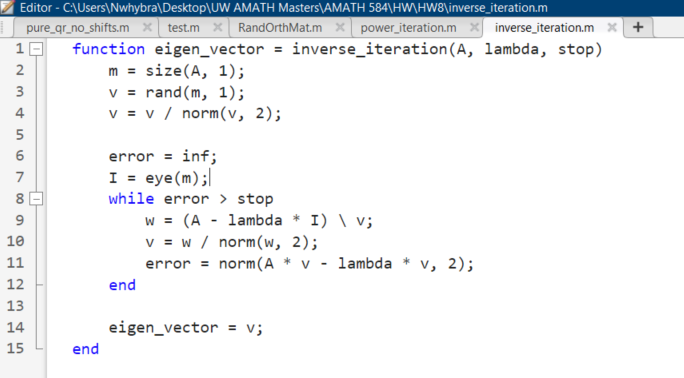 Editor - C:\Users\Nwhybra\Desktop\UW AMATH Masters\AMATH 584\HW\HW8\inverse_iteration.m
pure_qr_no_shifts.m × test.m × RandOrthMat.m × power_iteration.m × inverse_iteration.m × +
1 function eigen_vector = inverse_iteration(A, lambda, stop)
2 m = size(A, 1);
3 v = rand(m, 1);
4 v = v / norm(v, 2);
5
6 error = inf;
7 I = eye(m);
8 while error > stop
9 w = (A - lambda * I) \ v;
10 v = w / norm(w, 2);
11 error = norm(A * v - lambda * v, 2);
12 end
13
14 eigen_vector = v;
15 end